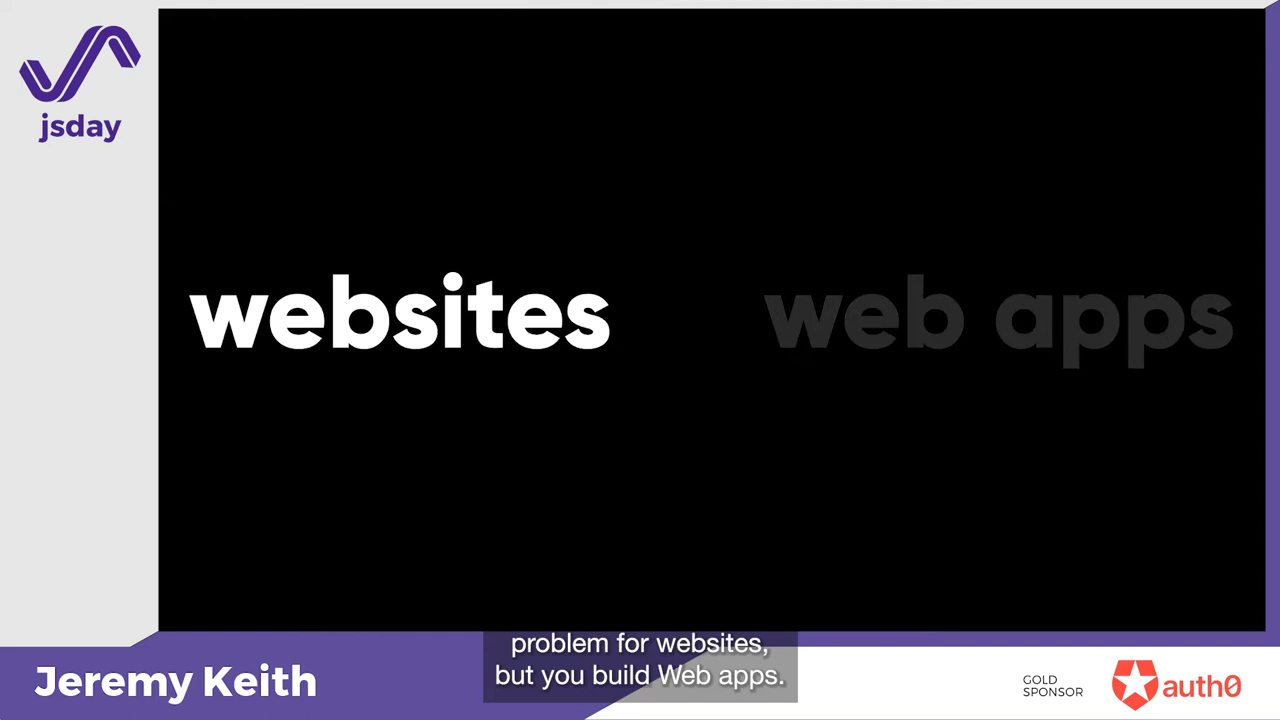 jsday
websites
web apps
problem for websites,
but you build Web apps.
Jeremy Keith
GOLD
SPONSOR
auth0